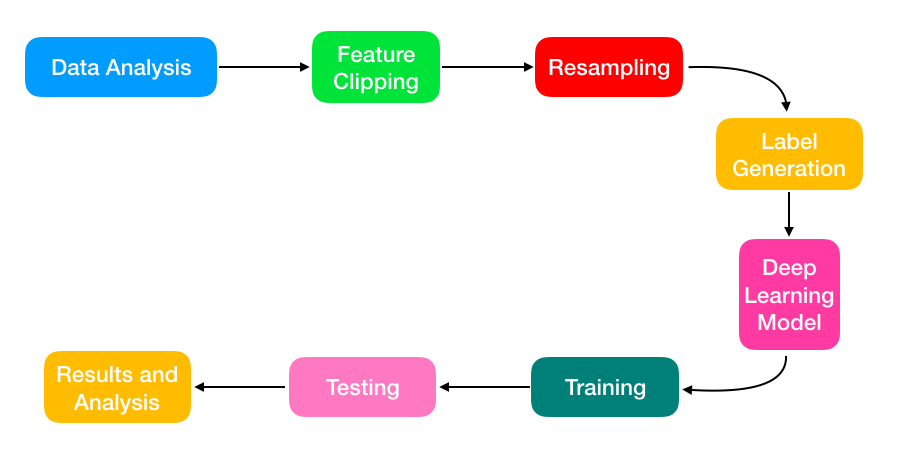 Data Analysis
Feature
Clipping
Resampling
Label
Generation
Deep
Learning
Model
Training
Testing
Results and
Analysis